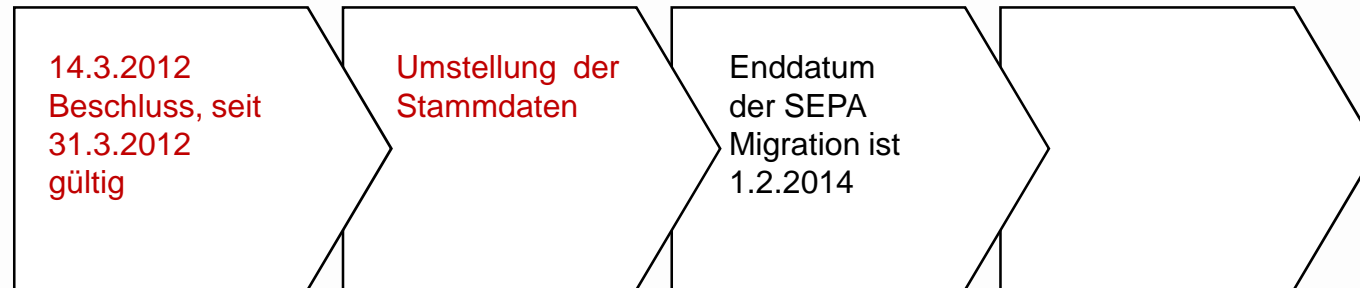 14.3.2012
Beschluss, seit
31.3.2012
gültig
Umstellung der
Stammdaten
Enddatum
der SEPA
Migration ist
1.2.2014